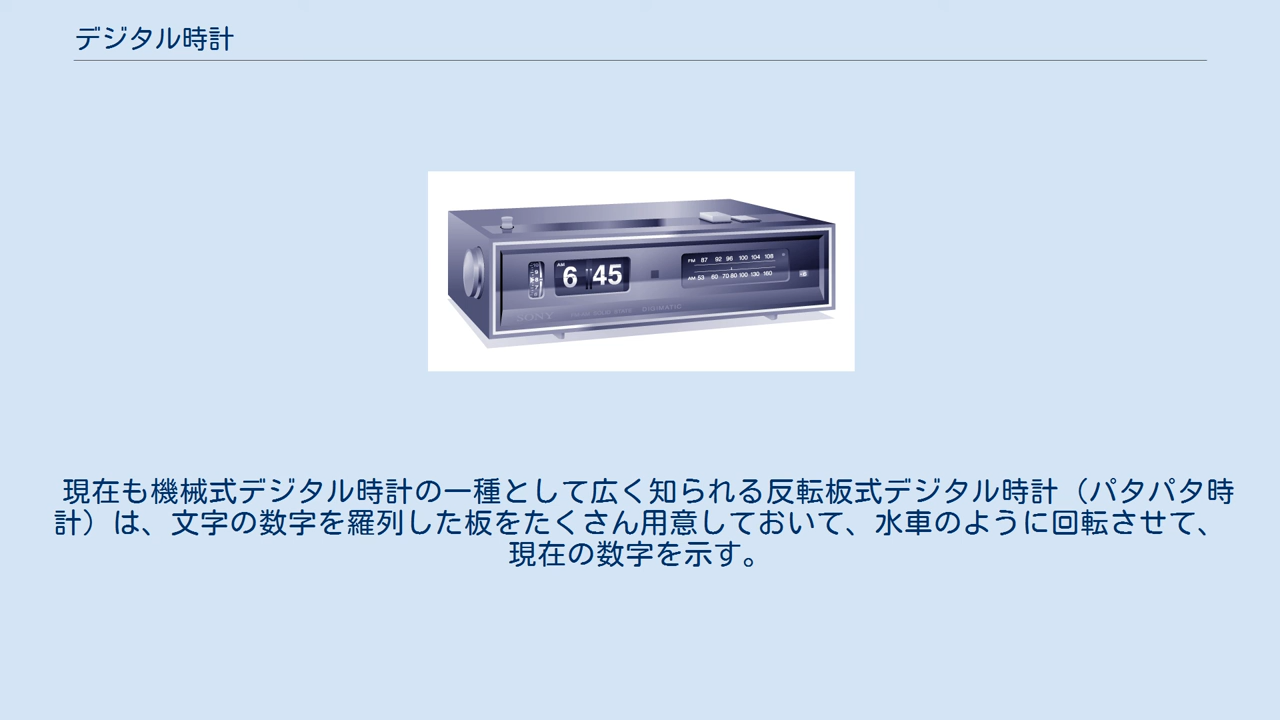 デジタル時計
AM
6 45
FM 87 92 96 100 104 108
AM 53 60 70 80 100 130 160
SONY DIGIMATIC
現在も機械式デジタル時計の一種として広く知られる反転板式デジタル時計（パタパタ時
計）は、文字の数字を羅列した板をたくさん用意しておいて、水車のように回転させて、
現在の数字を示す。